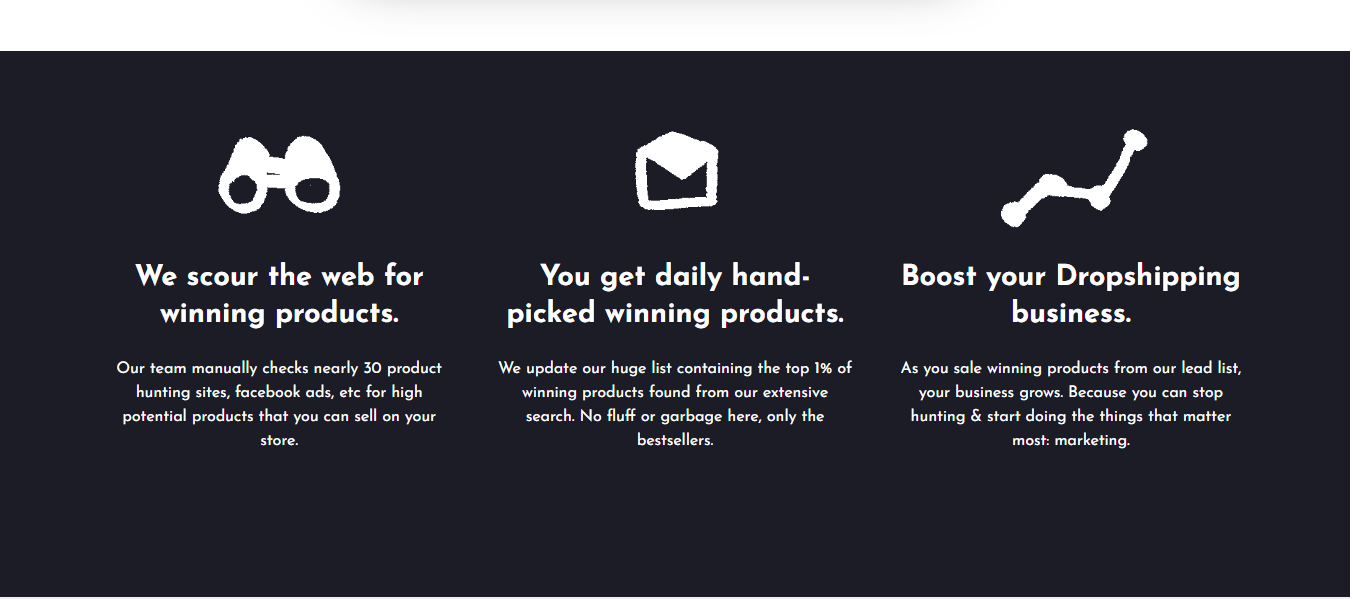 We scour the web for
winning products.
Our team manually checks nearly 30 product
hunting sites, facebook ads, etc for high
potential products that you can sell on your
store.
You get daily hand-
picked winning products.
We update our huge list containing the top 1% of
winning products found from our extensive
search. No fluff or garbage here, only the
bestsellers.
Boost your Dropshipping
business.
As you sale winning products from our lead list,
your business grows. Because you can stop
hunting & start doing the things that matter
most: marketing.